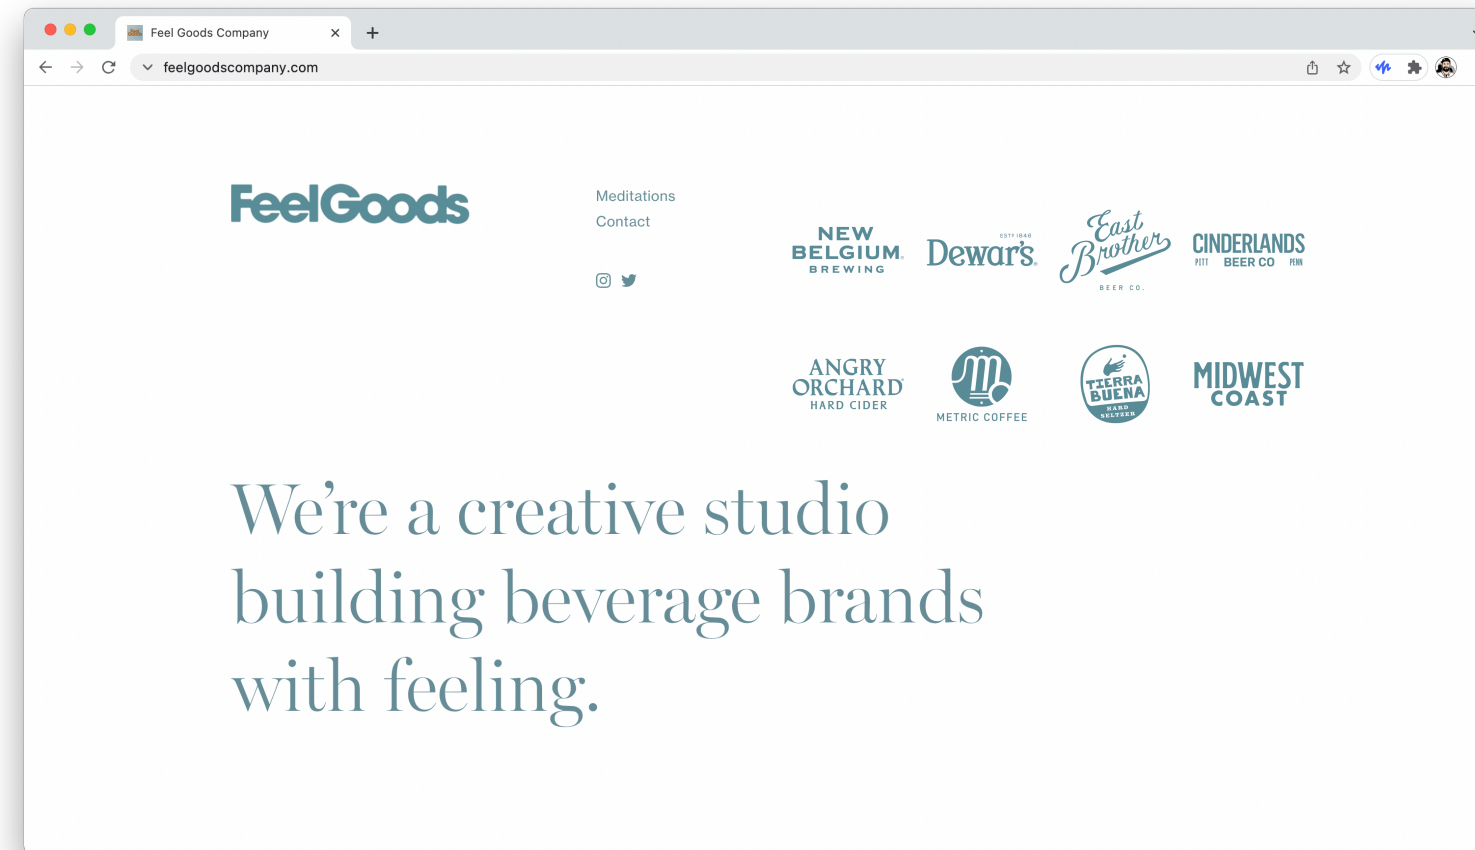 Feel Goods Company
feelgoodscompany.com
FeelGoods
Meditations
Contact
NEW
BELGIUM®
BREWING
ESTD 1846
Dewar's®
East
Brother
BEER CO.
CINDERLANDS
PITT BEER CO PENN
ANGRY
ORCHARD®
HARD CIDER
METRIC COFFEE
TIERRA
BUENA
HARD
SELTZER
MIDWEST
COAST
We’re a creative studio
building beverage brands
with feeling.